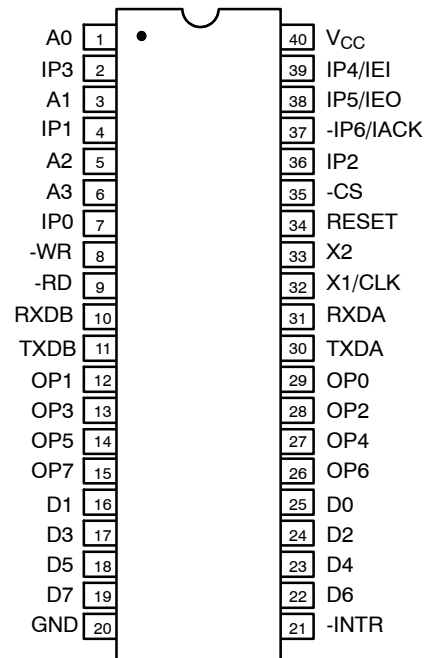 A0 1 40 VCC
IP3 2 39 IP4/IEI
A1 3 38 IP5/IEO
IP1 4 37 -IP6/IACK
A2 5 36 IP2
A3 6 35 -CS
IP0 7 34 RESET
-WR 8 33 X2
-RD 9 32 X1/CLK
RXDB 10 31 RXDA
TXDB 11 30 TXDA
OP1 12 29 OP0
OP3 13 28 OP2
OP5 14 27 OP4
OP7 15 26 OP6
D1 16 25 D0
D3 17 24 D2
D5 18 23 D4
D7 19 22 D6
GND 20 21 -INTR